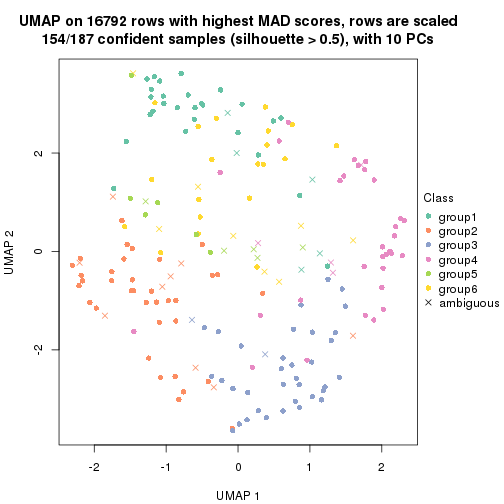 UMAP on 16792 rows with highest MAD scores, rows are scaled
154/187 confident samples (silhouette > 0.5), with 10 PCs
Class
group1
group2
group3
group4
group5
group6
ambiguous
UMAP 2
2
0
-2
-2
-1
0
1
2
UMAP 1